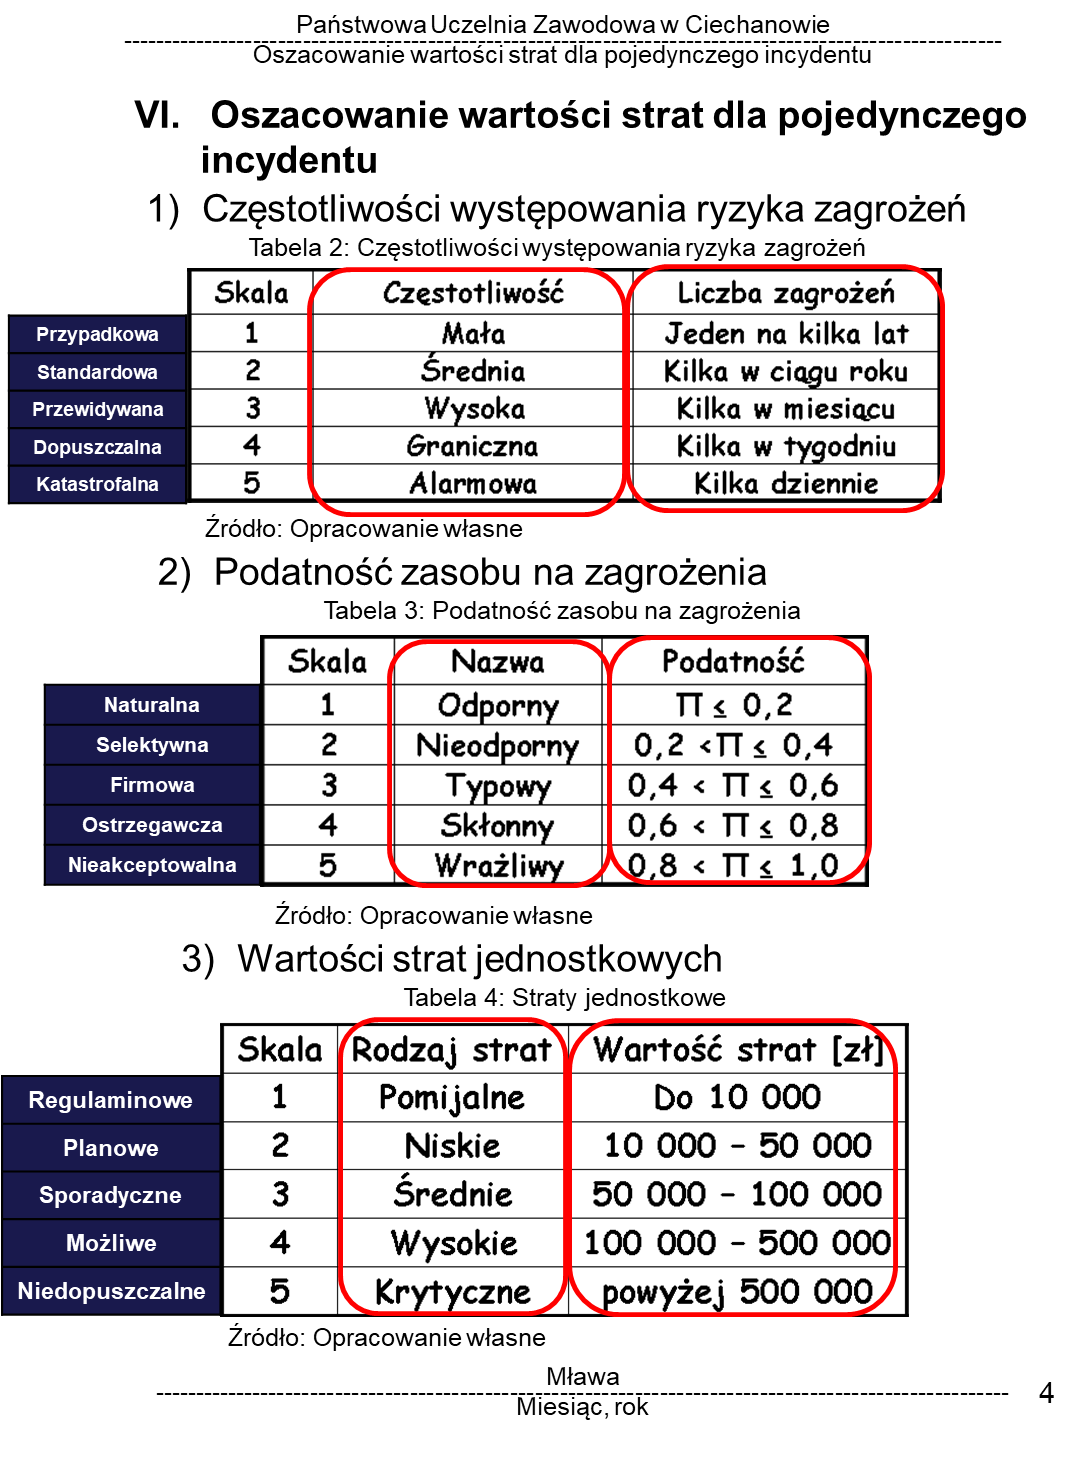 Państwowa Uczelnia Zawodowa w Ciechanowie
Oszacowanie wartości strat dla pojedynczego incydentu
VI. Oszacowanie wartości strat dla pojedynczego
incydentu
1) Częstotliwości występowania ryzyka zagrożeń
Tabela 2: Częstotliwości występowania ryzyka zagrożeń
Skala Częstotliwość Liczba zagrożeń
Przypadkowa 1 Mała Jeden na kilka lat
Standardowa 2 Średnia Kilka w ciągu roku
Przewidywana 3 Wysoka Kilka w miesiącu
Dopuszczalna 4 Graniczna Kilka w tygodniu
Katastrofalna 5 Alarmowa Kilka dziennie
Źródło: Opracowanie własne
2) Podatność zasobu na zagrożenia
Tabela 3: Podatność zasobu na zagrożenia
Skala Nazwa Podatność
Naturalna 1 Odporny Π ≤ 0,2
Selektywna 2 Nieodporny 0,2 <Π ≤ 0,4
Firmowa 3 Typowy 0,4 < Π ≤ 0,6
Ostrzegawcza 4 Skłonny 0,6 < Π ≤ 0,8
Nieakceptowalna 5 Wrażliwy 0,8 < Π ≤ 1,0
Źródło: Opracowanie własne
3) Wartości strat jednostkowych
Tabela 4: Straty jednostkowe
Skala Rodzaj strat Wartość strat [zł]
Regulaminowe 1 Pomijalne Do 10 000
Planowe 2 Niskie 10 000 – 50 000
Sporadyczne 3 Średnie 50 000 – 100 000
Możliwe 4 Wysokie 100 000 – 500 000
Niedopuszczalne 5 Krytyczne powyżej 500 000
Źródło: Opracowanie własne
Mława
Miesiąc, rok
4